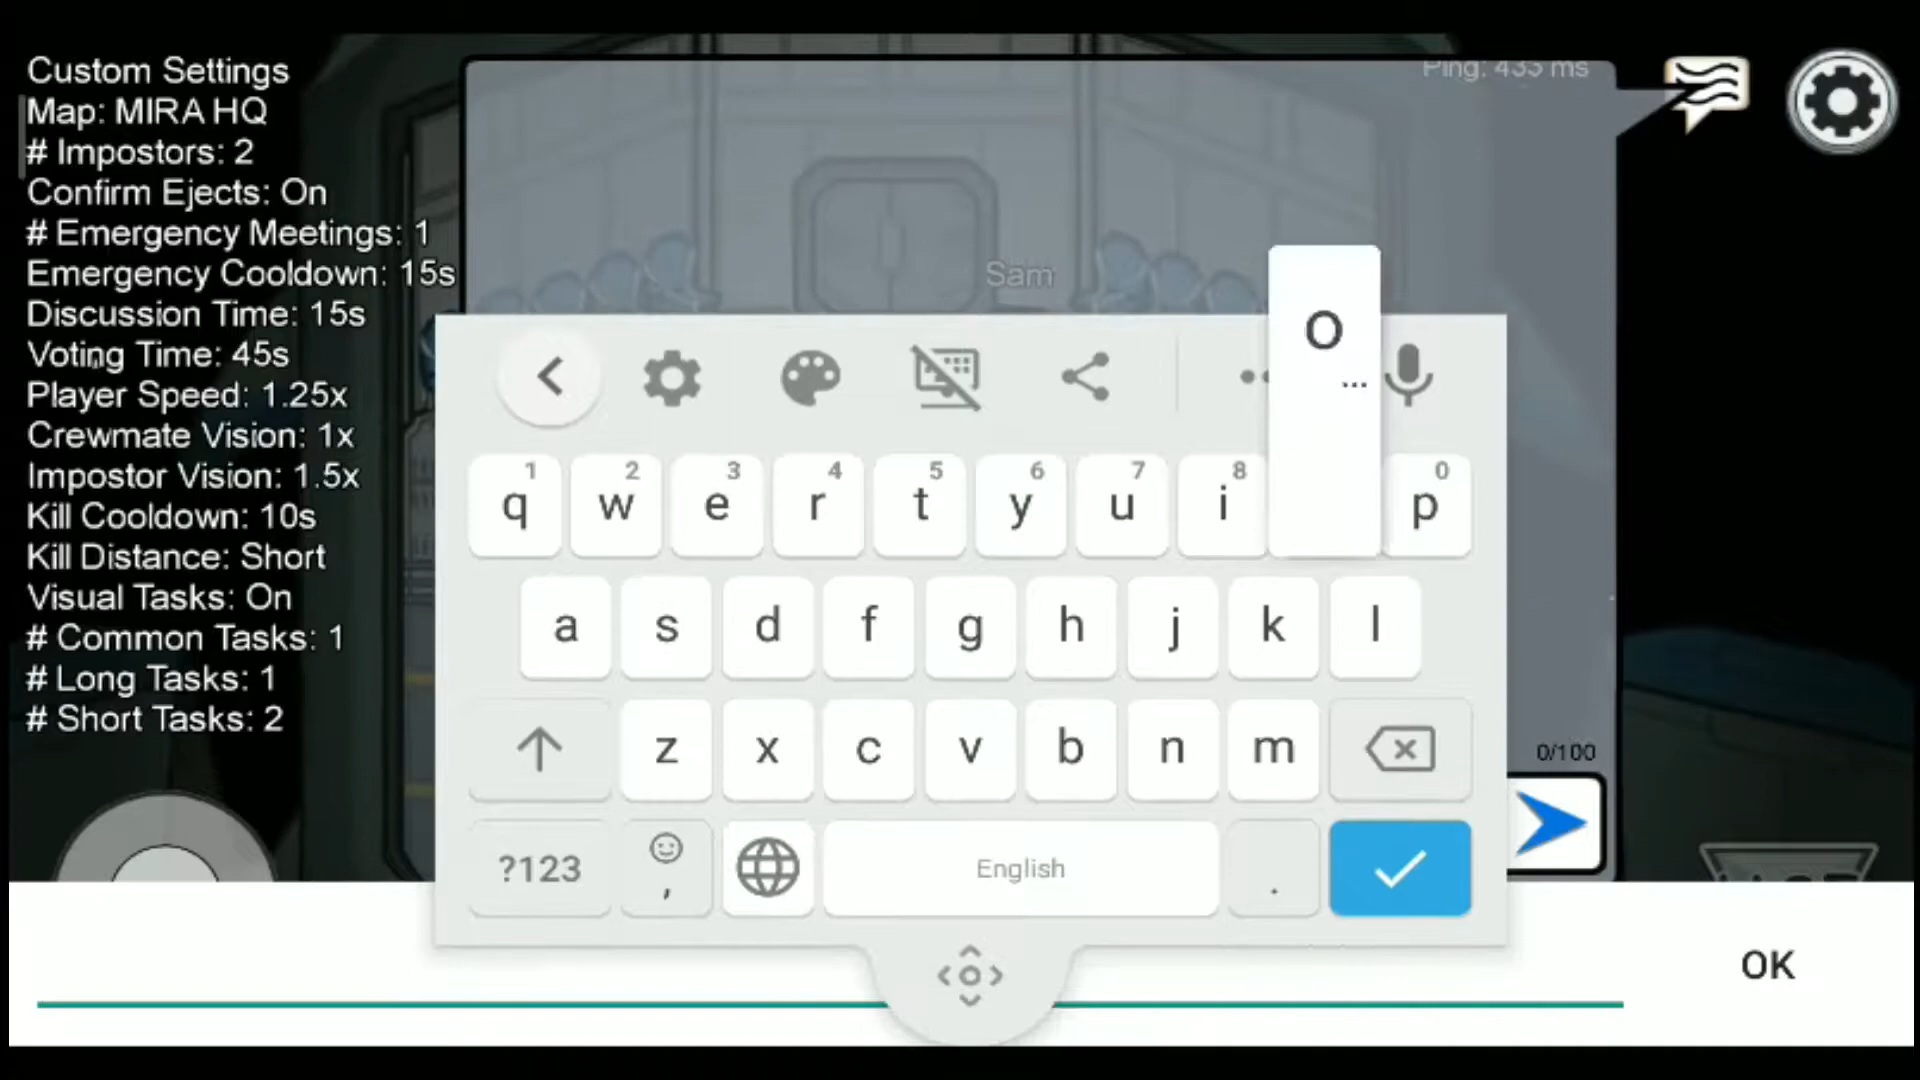 Custom Settings
Map: MIRA HQ
# Impostors: 2
Confirm Ejects: On
# Emergency Meetings: 1
Emergency Cooldown: 15s
Discussion Time: 15s
Voting Time: 45s
Player Speed: 1.25x
Crewmate Vision: 1x
Impostor Vision: 1.5x
Kill Cooldown: 10s
Kill Distance: Short
Visual Tasks: On
# Common Tasks: 1
# Long Tasks: 1
# Short Tasks: 2
Ping: 433 ms
Sam
o
...
1 2 3 4 5 6 7 8 0
q w e r t y u i p
a s d f g h j k l
z x c v b n m
?123 , English .
0/100
OK